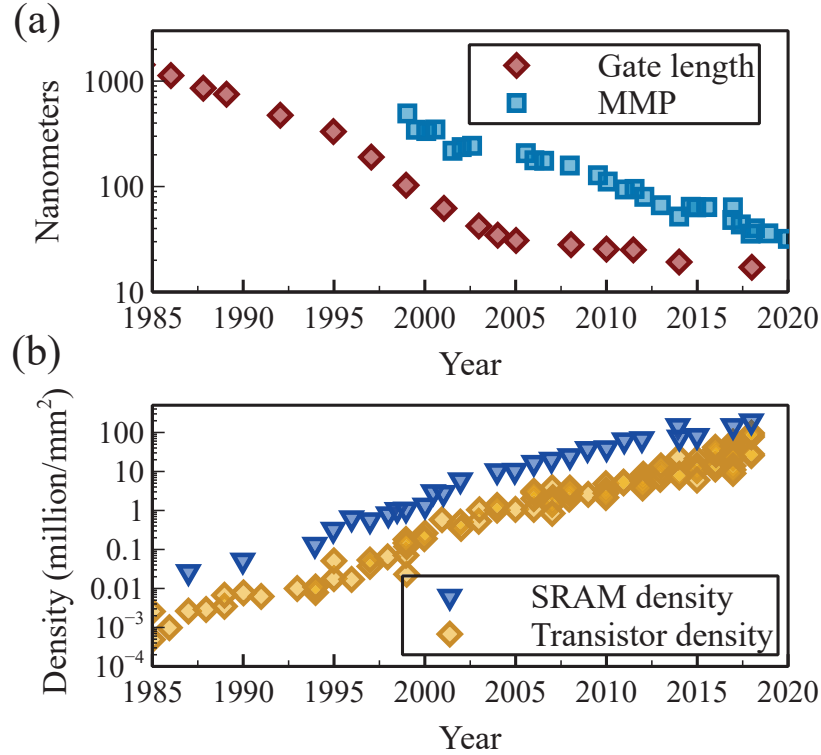 (a)
Nanometers
1000
100
10
Gate length
MMP
1985 1990 1995 2000 2005 2010 2015 2020
Year
(b)
Density (million/mm²)
100
10
1
0.1
0.01
10⁻³
10⁻⁴
SRAM density
Transistor density
1985 1990 1995 2000 2005 2010 2015 2020
Year